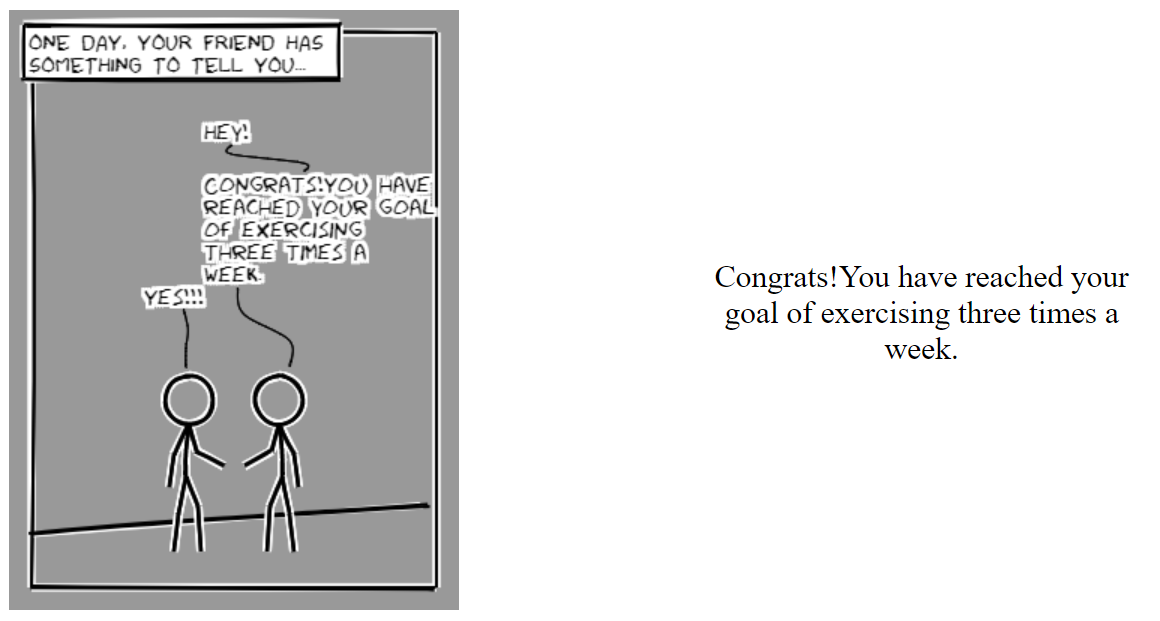 ONE DAY, YOUR FRIEND HAS
SOMETHING TO TELL YOU...
HEY!
CONGRATS!YOU HAVE
REACHED YOUR GOAL
OF EXERCISING
THREE TIMES A
WEEK.
YES!!!
Congrats!You have reached your
goal of exercising three times a
week.